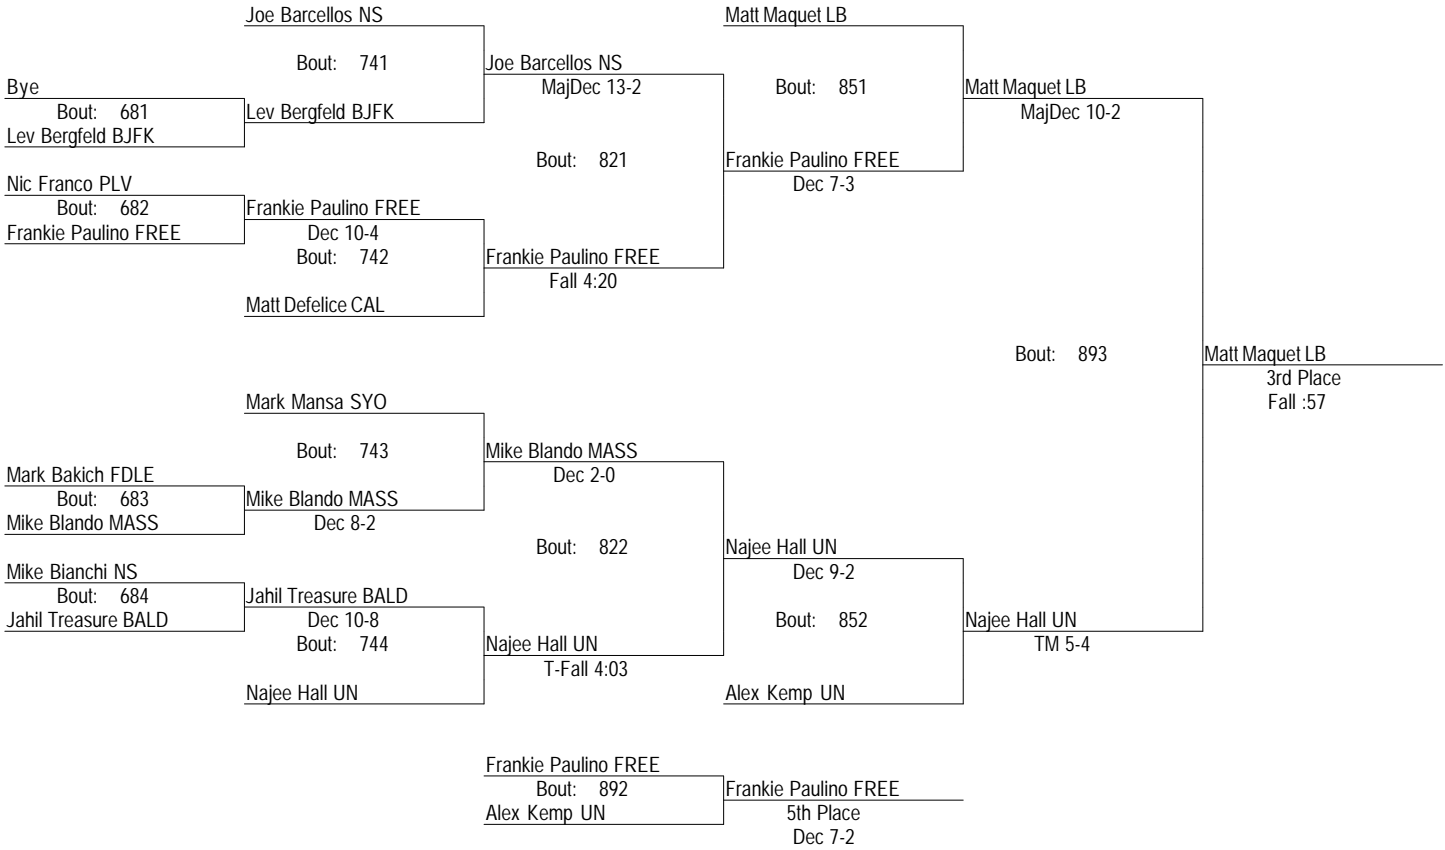 Joe Barcellos NS
Matt Maquet LB
Bout: 741
Joe Barcellos NS
Bye
MajDec 13-2
Bout: 851
Matt Maquet LB
Bout: 681
Lev Bergfeld BJFK
MajDec 10-2
Lev Bergfeld BJFK
Bout: 821
Frankie Paulino FREE
Nic Franco PLV
Dec 7-3
Bout: 682
Frankie Paulino FREE
Frankie Paulino FREE
Dec 10-4
Bout: 742
Frankie Paulino FREE
Fall 4:20
Matt Defelice CAL
Bout: 893
Matt Maquet LB
3rd Place
Fall :57
Mark Mansa SYO
Bout: 743
Mike Blando MASS
Mark Bakich FDLE
Dec 2-0
Bout: 683
Mike Blando MASS
Mike Blando MASS
Dec 8-2
Bout: 822
Najee Hall UN
Mike Bianchi NS
Dec 9-2
Bout: 684
Jahil Treasure BALD
Jahil Treasure BALD
Dec 10-8
Bout: 852
Najee Hall UN
Bout: 744
Najee Hall UN
TM 5-4
T-Fall 4:03
Najee Hall UN
Alex Kemp UN
Frankie Paulino FREE
Bout: 892
Frankie Paulino FREE
Alex Kemp UN
5th Place
Dec 7-2